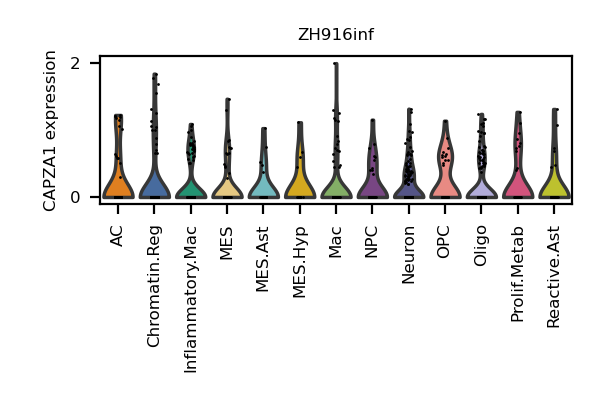 ZH916inf
CAPZA1 expression
2
0
AC
Chromatin.Reg
Inflammatory.Mac
MES
MES.Ast
MES.Hyp
Mac
NPC
Neuron
OPC
Oligo
Prolif.Metab
Reactive.Ast